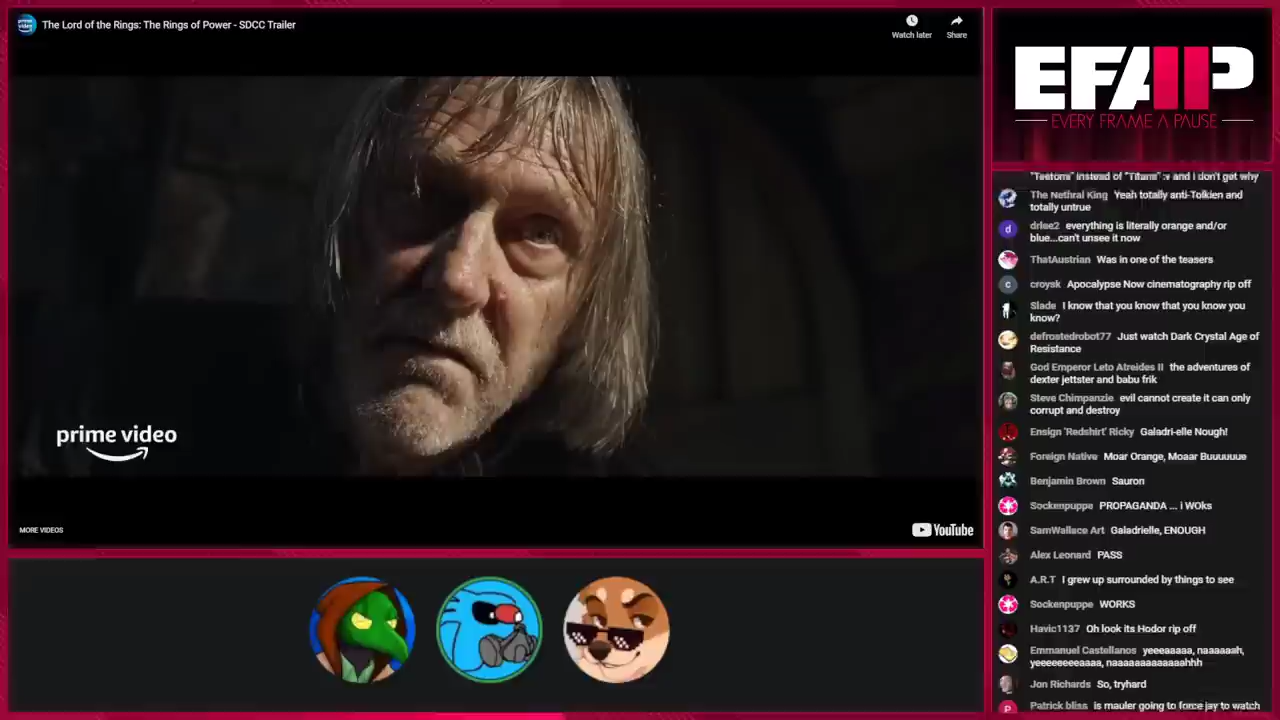 prime video
The Lord of the Rings: The Rings of Power - SDCC Trailer
Watch later
Share
prime video
MORE VIDEOS
YouTube
EFAP
EVERY FRAME A PAUSE
instead of "Titans" :v and I don't get why
The Nethral King Yeah totally anti-Tolkien and
totally untrue
d
drlee2 everything is literally orange and/or
blue...can't unsee it now
ThatAustrian Was in one of the teasers
c
croysk Apocalypse Now cinematography rip off
Slade I know that you know that you know you
know?
defrostedrobot77 Just watch Dark Crystal Age of
Resistance
God Emperor Leto Atreides II the adventures of
dexter jettster and babu frik
Steve Chimpanzie evil cannot create it can only
corrupt and destroy
Ensign 'Redshirt' Ricky Galadri-elle Nough!
Foreign Native Moar Orange, Moaar Buuuuuue
Benjamin Brown Sauron
Sockenpuppe PROPAGANDA ... i WOks
SamWallace Art Galadrielle, ENOUGH
Alex Leonard PASS
A.R.T I grew up surrounded by things to see
Sockenpuppe WORKS
Havic1137 Oh look its Hodor rip off
Emmanuel Castellanos yeeeaaaa, naaaaah,
yeeeeeeeeaaaa, naaaaaaaaaaaahhh
Jon Richards So, tryhard
P
Patrick bliss is mauler going to force jay to watch